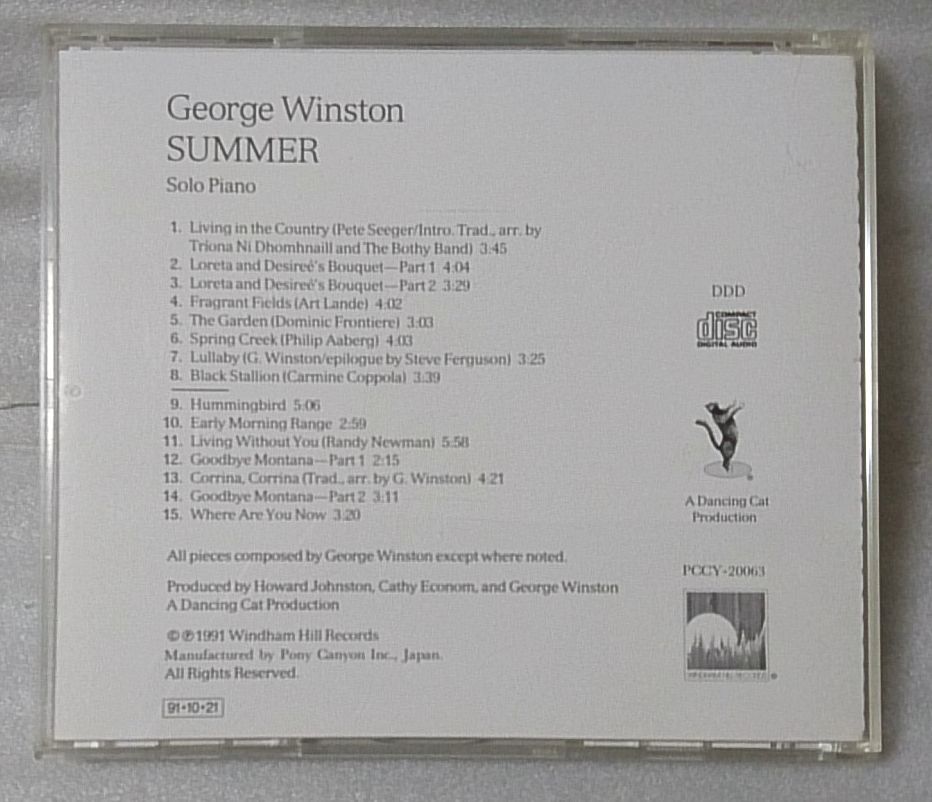 George Winston
SUMMER
Solo Piano
1. Living in the Country (Pete Seeger/Intro. Trad., arr. by
Triona Ni Dhomhnaill and The Bothy Band) 3:45
2. Loreta and Desireé's Bouquet—Part 1 4:04
3. Loreta and Desireé's Bouquet—Part 2 3:29
4. Fragrant Fields (Art Lande) 4:02
5. The Garden (Dominic Frontiere) 3:03
6. Spring Creek (Philip Aaberg) 4:03
7. Lullaby (G. Winston/epilogue by Steve Ferguson) 3:25
8. Black Stallion (Carmine Coppola) 3:39
9. Hummingbird 5:06
10. Early Morning Range 2:59
11. Living Without You (Randy Newman) 5:58
12. Goodbye Montana—Part 1 2:15
13. Corrina, Corrina (Trad., arr. by G. Winston) 4:21
14. Goodbye Montana—Part 2 3:11
15. Where Are You Now 3:20
All pieces composed by George Winston except where noted.
Produced by Howard Johnston, Cathy Econom, and George Winston
A Dancing Cat Production
© ℗ 1991 Windham Hill Records
Manufactured by Pony Canyon Inc., Japan.
All Rights Reserved.
91•10•21
DDD
COMPACT
disc
DIGITAL AUDIO
A Dancing Cat
Production
PCCY-20063
WINDHAM HILL RECORDS
®